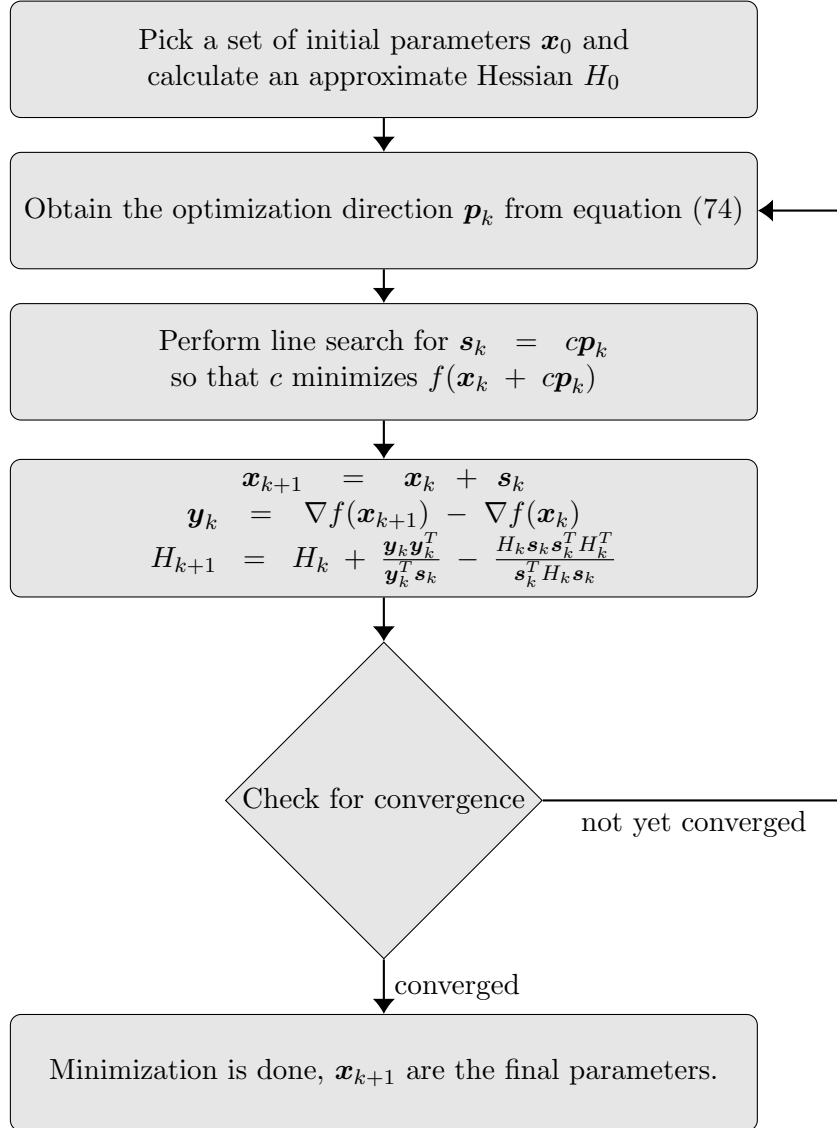 Pick a set of initial parameters x₀ and
calculate an approximate Hessian H₀
Obtain the optimization direction pₖ from equation (74)
Perform line search for sₖ = cpₖ
so that c minimizes f(xₖ + cpₖ)
xₖ₊₁ = xₖ + sₖ
yₖ = ∇f(xₖ₊₁) − ∇f(xₖ)
Hₖ₊₁ = Hₖ + \frac{yₖyₖᵀ}{yₖᵀsₖ} − \frac{HₖsₖsₖᵀHₖᵀ}{sₖᵀHₖsₖ}
Check for convergence
not yet converged
converged
Minimization is done, xₖ₊₁ are the final parameters.